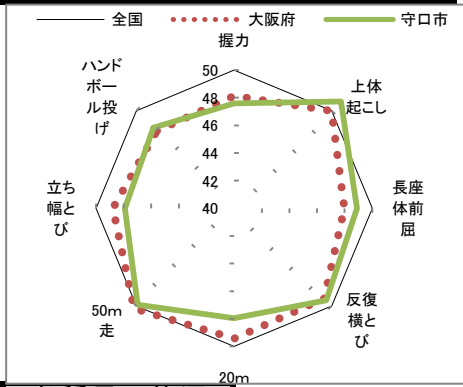 全国 大阪府 守口市
握力
上体
起こし
長座
体前
屈
反復
横と
び
20m
50m
走
立ち
幅と
び
ハンド
ボー
ル投
げ
50
48
46
44
42
40